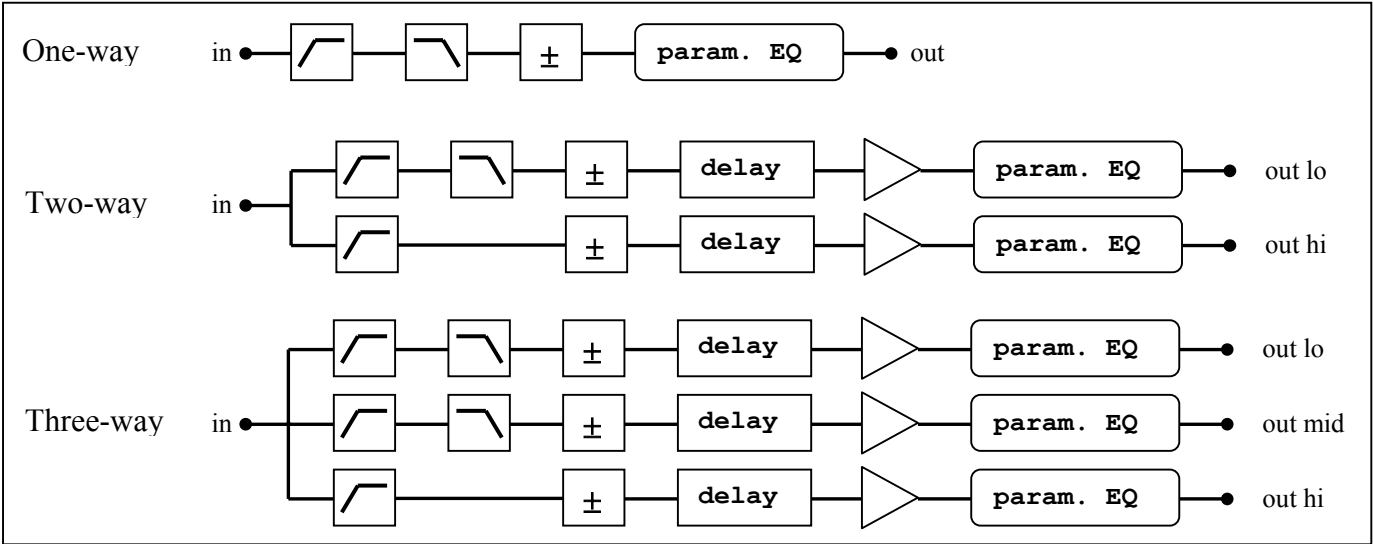 One-way in ± param. EQ out
± delay param. EQ out lo
Two-way in
± delay param. EQ out hi
± delay param. EQ out lo
Three-way in ± delay param. EQ out mid
± delay param. EQ out hi